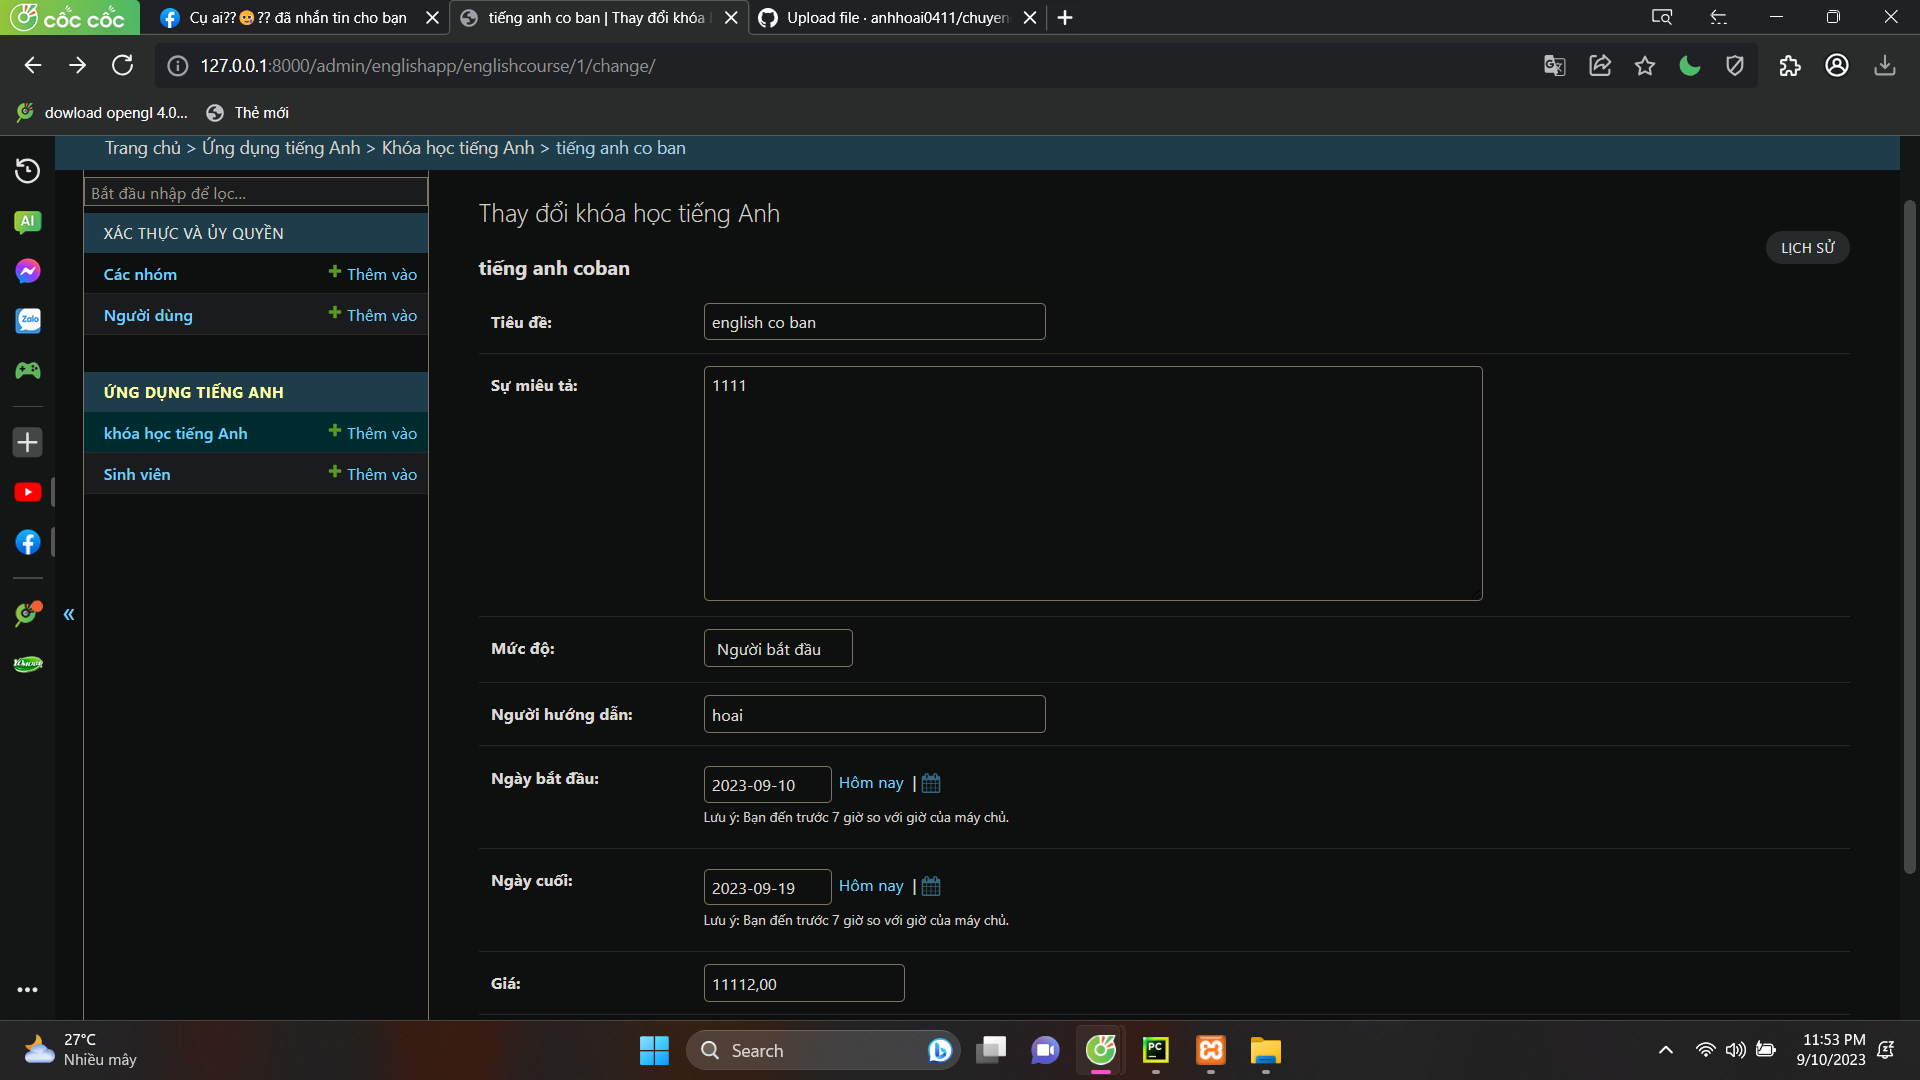 cốc cốc
Cụ ai??🥺?? đã nhắn tin cho bạn
tiếng anh co ban | Thay đổi khóa
Upload file · anhhoai0411/chuyen
127.0.0.1:8000/admin/englishapp/englishcourse/1/change/
dowload opengl 4.0...
Thẻ mới
Trang chủ > Ứng dụng tiếng Anh > Khóa học tiếng Anh > tiếng anh co ban
Bắt đầu nhập để lọc...
XÁC THỰC VÀ ỦY QUYỀN
Các nhóm
Thêm vào
Người dùng
Thêm vào
ỨNG DỤNG TIẾNG ANH
khóa học tiếng Anh
Thêm vào
Sinh viên
Thêm vào
AI
Zalo
«
Thay đổi khóa học tiếng Anh
LỊCH SỬ
tiếng anh coban
Tiêu đề:
english co ban
Sự miêu tả:
1111
Mức độ:
Người bắt đầu
Người hướng dẫn:
hoai
Ngày bắt đầu:
2023-09-10
Hôm nay |
Lưu ý: Bạn đến trước 7 giờ so với giờ của máy chủ.
Ngày cuối:
2023-09-19
Hôm nay |
Lưu ý: Bạn đến trước 7 giờ so với giờ của máy chủ.
Giá:
11112,00
27°C
Nhiều mây
Search
PC
11:53 PM
9/10/2023